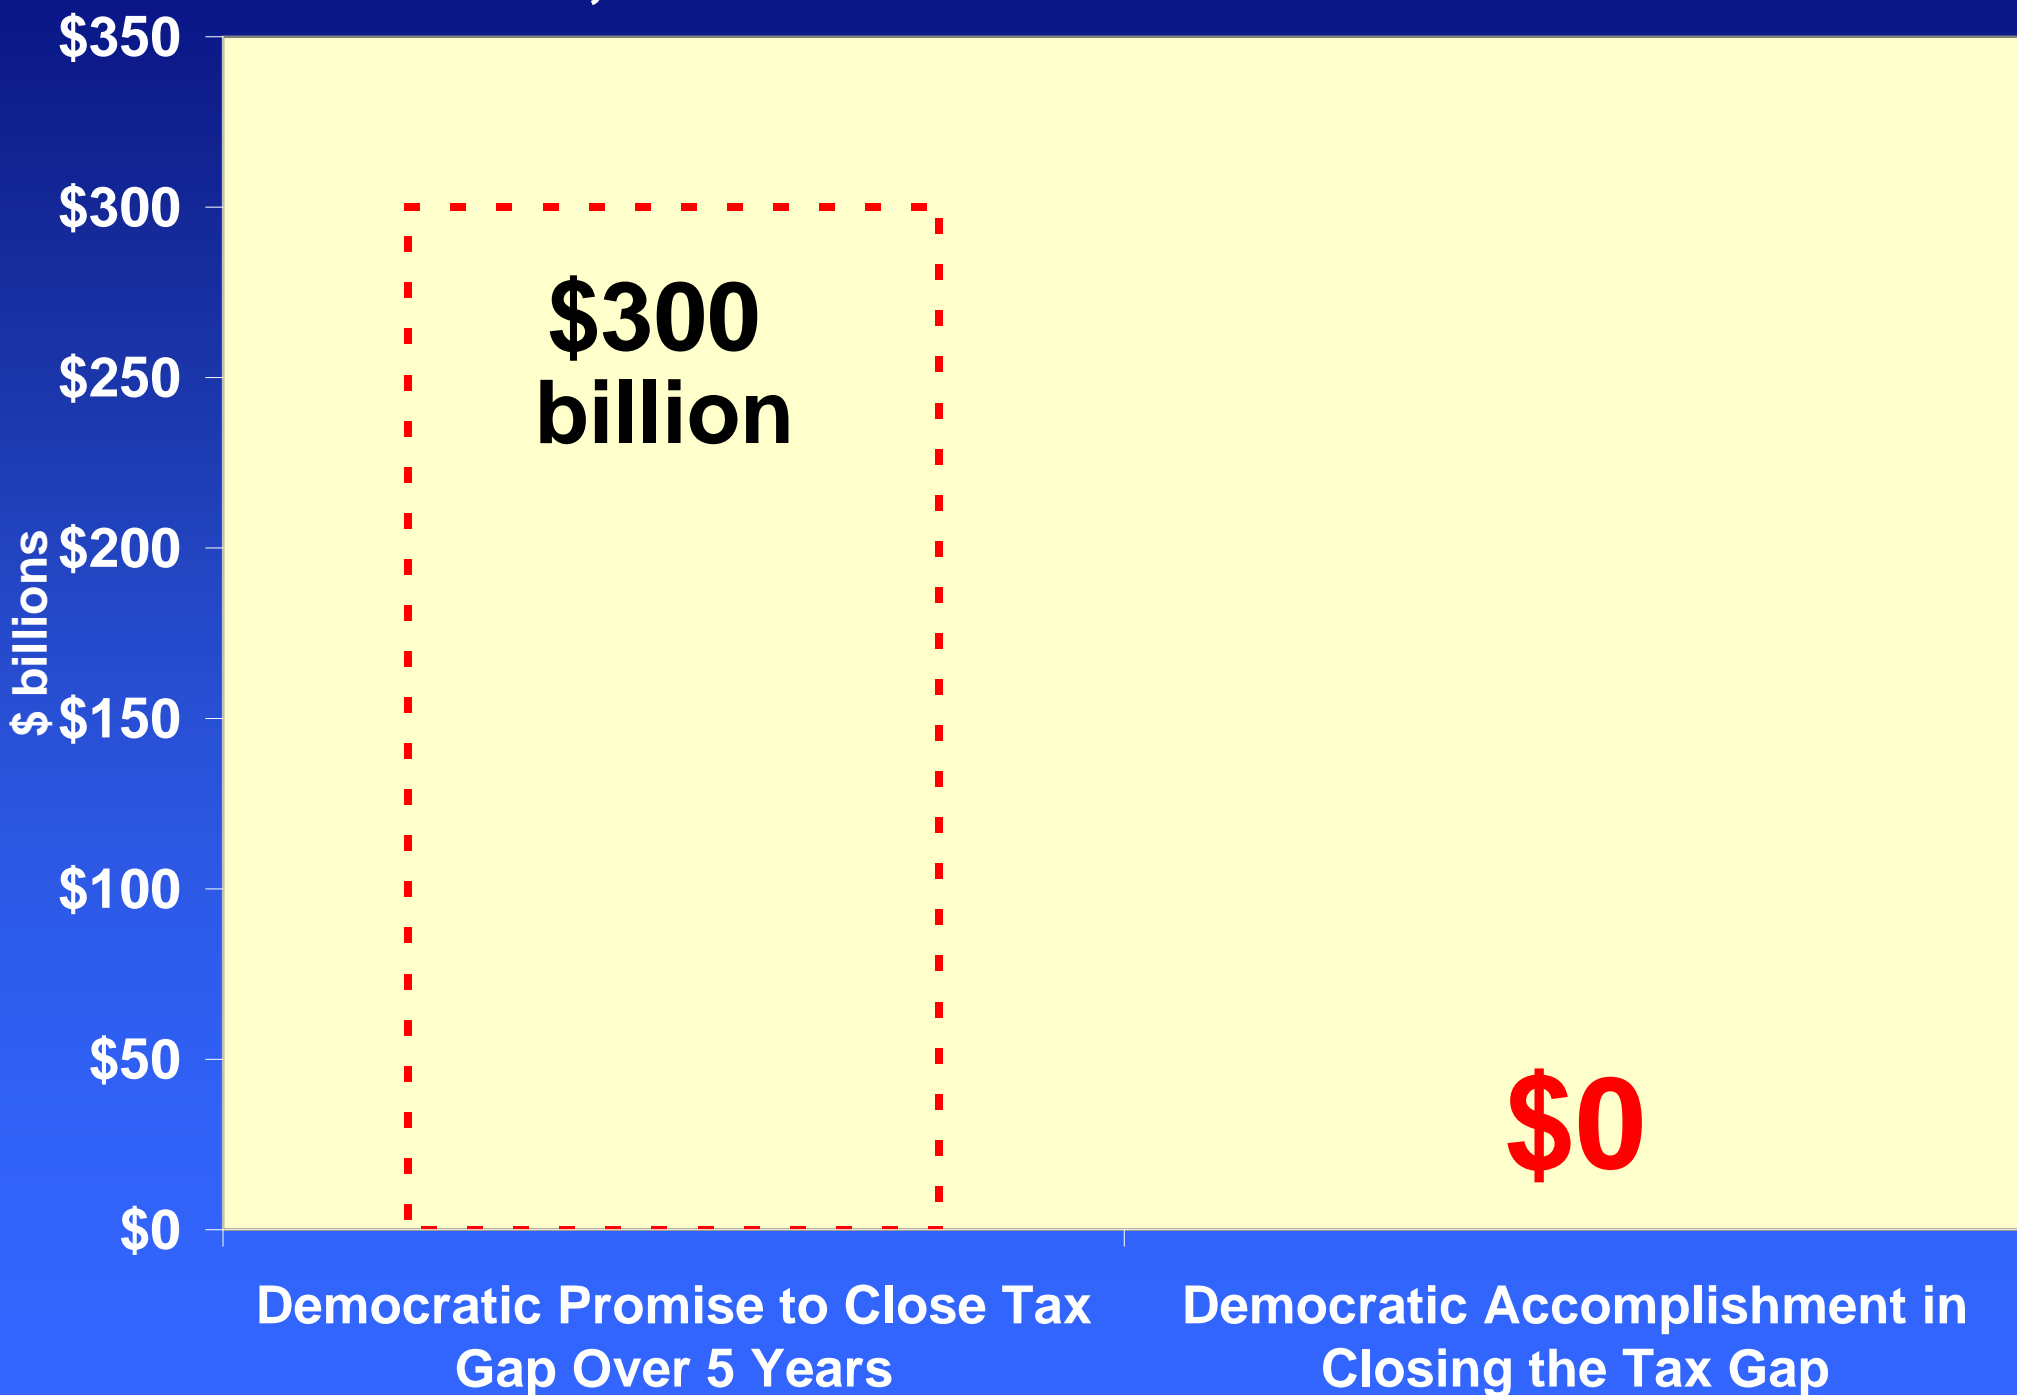 $350
$300
$250
$200
$150
$100
$50
$0
$ billions
$300
billion
$0
Democratic Promise to Close Tax
Gap Over 5 Years
Democratic Accomplishment in
Closing the Tax Gap